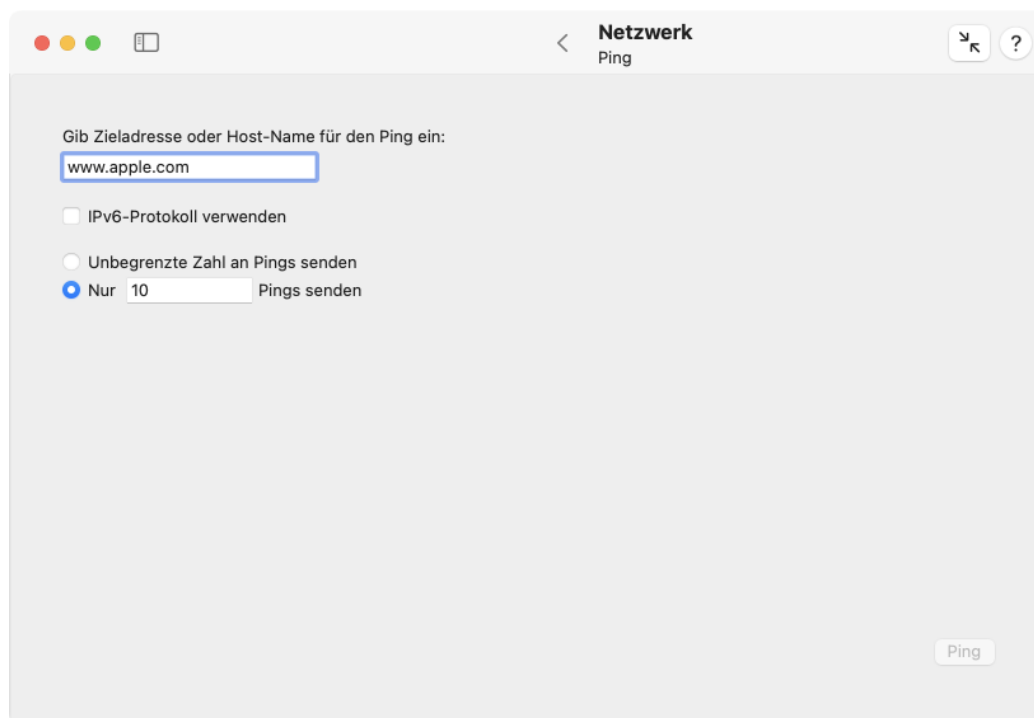 Netzwerk
Ping
?
Gib Zieladresse oder Host-Name für den Ping ein:
www.apple.com
IPv6-Protokoll verwenden
Unbegrenzte Zahl an Pings senden
Nur 10 Pings senden
Ping